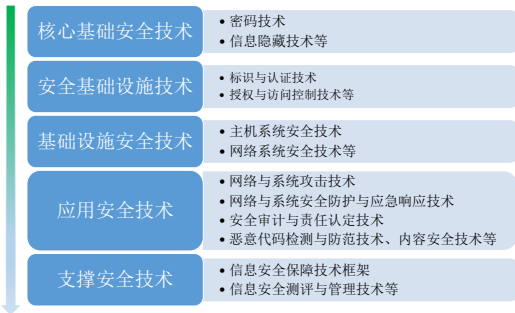 核心基础安全技术
• 密码技术
• 信息隐藏技术等
安全基础设施技术
• 标识与认证技术
• 授权与访问控制技术等
基础设施安全技术
• 主机系统安全技术
• 网络系统安全技术等
应用安全技术
• 网络与系统攻击技术
• 网络与系统安全防护与应急响应技术
• 安全审计与责任认定技术
• 恶意代码检测与防范技术、内容安全技术等
支撑安全技术
• 信息安全保障技术框架
• 信息安全测评与管理技术等